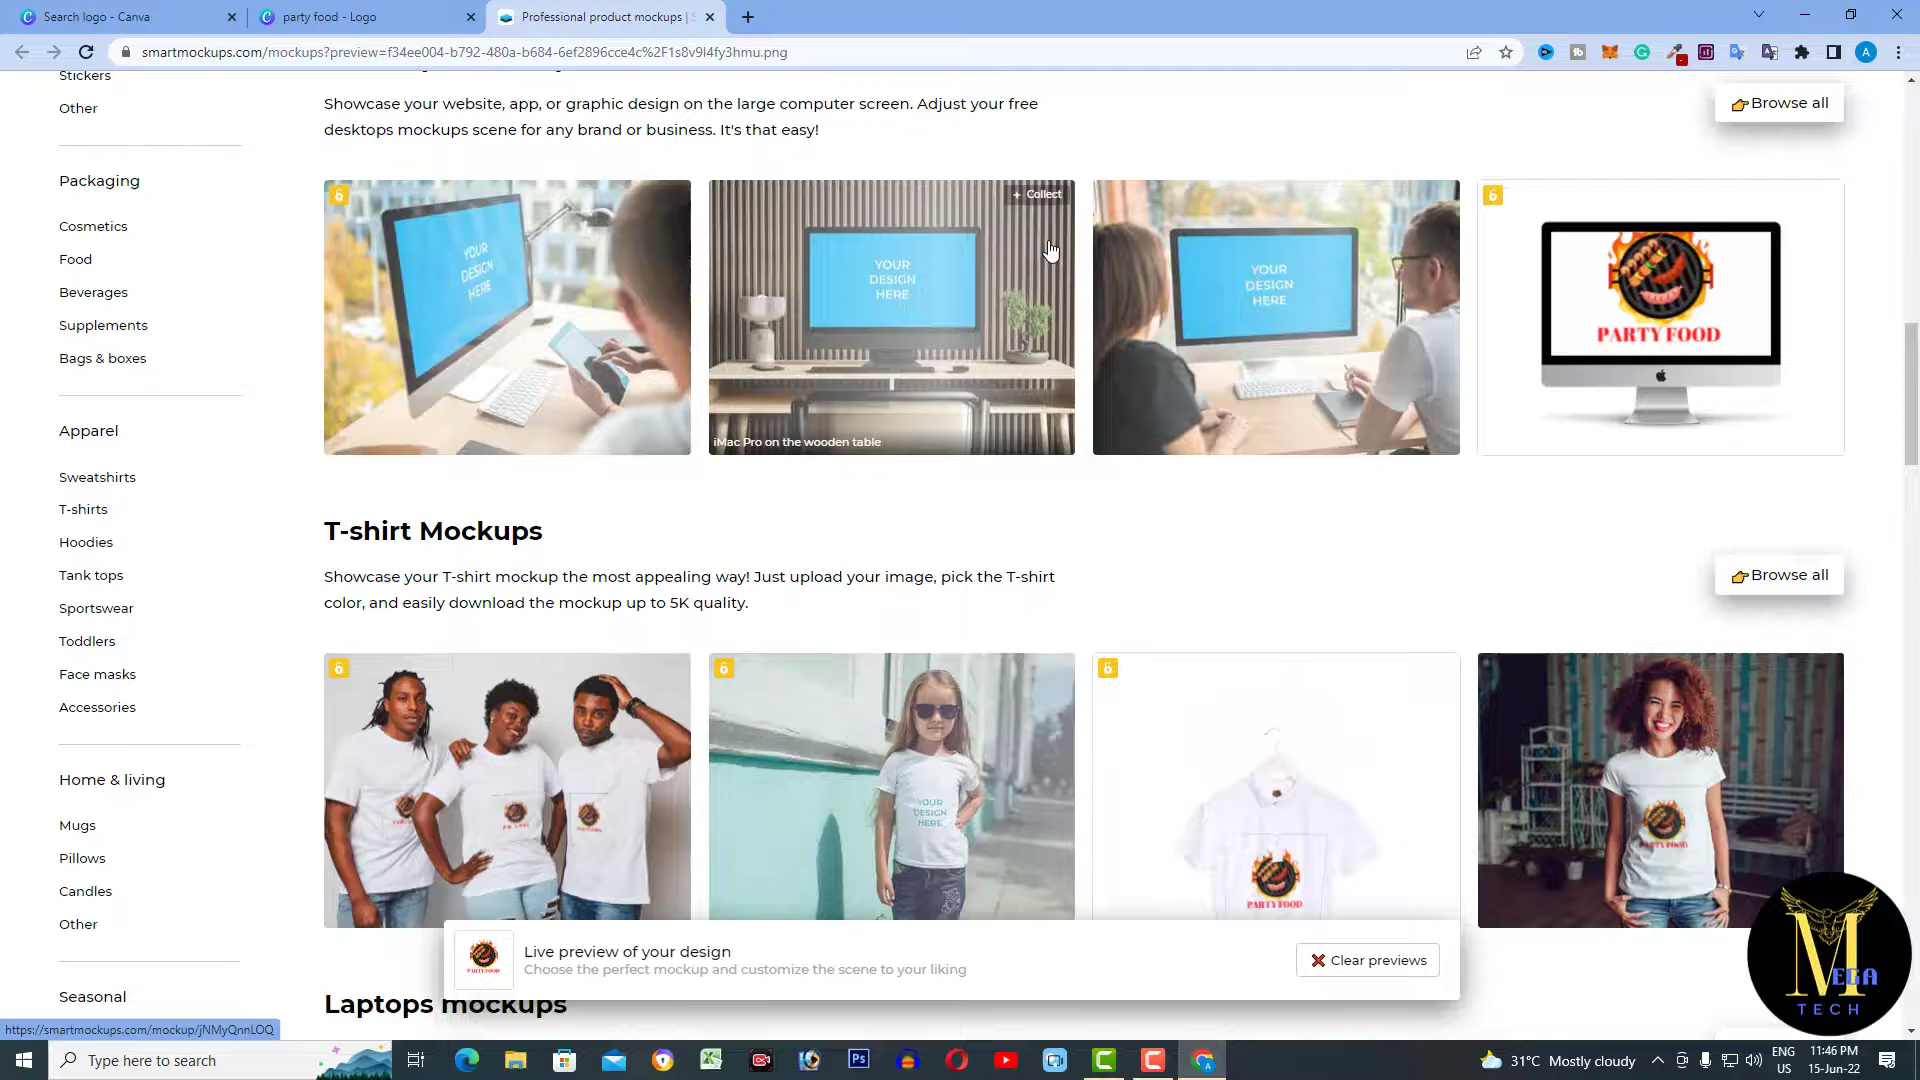 Search logo - Canva
party food - Logo
Professional product mockups | S
smartmockups.com/mockups?preview=f34ee004-b792-480a-b684-6ef2896cce4c%2F1s8v9l4fy3hmu.png
Stickers
Other
Packaging
Cosmetics
Food
Beverages
Supplements
Bags & boxes
Apparel
Sweatshirts
T-shirts
Hoodies
Tank tops
Sportswear
Toddlers
Face masks
Accessories
Home & living
Mugs
Pillows
Candles
Other
Seasonal
Showcase your website, app, or graphic design on the large computer screen. Adjust your free
desktops mockups scene for any brand or business. It's that easy!
Browse all
YOUR
DESIGN
HERE
+ Collect
YOUR
DESIGN
HERE
iMac Pro on the wooden table
YOUR
DESIGN
HERE
PARTY FOOD
T-shirt Mockups
Showcase your T-shirt mockup the most appealing way! Just upload your image, pick the T-shirt
color, and easily download the mockup up to 5K quality.
Browse all
YOUR
DESIGN
HERE
PARTY FOOD
PARTY FOOD
PARTY FOOD
Live preview of your design
Choose the perfect mockup and customize the scene to your liking
Clear previews
Laptops mockups
MEGA
TECH
https://smartmockups.com/mockup/jNMyQnnLOQ
Type here to search
31°C Mostly cloudy
ENG
US
11:46 PM
15-Jun-22